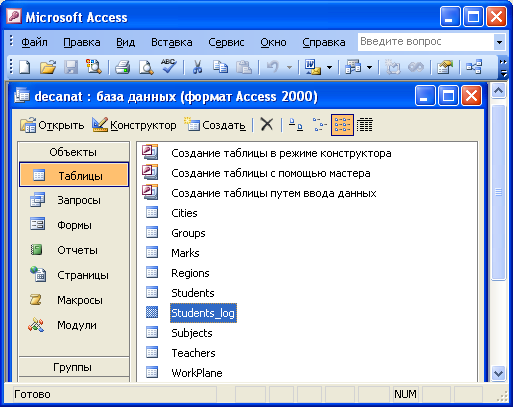 Microsoft Access
Файл Правка Вид Вставка Сервис Окно Справка Введите вопрос
decanat : база данных (формат Access 2000)
Открыть Конструктор Создать
Объекты
Таблицы
Запросы
Формы
Отчеты
Страницы
Макросы
Модули
Группы
Создание таблицы в режиме конструктора
Создание таблицы с помощью мастера
Создание таблицы путем ввода данных
Cities
Groups
Marks
Regions
Students
Students_log
Subjects
Teachers
WorkPlane
Готово NUM